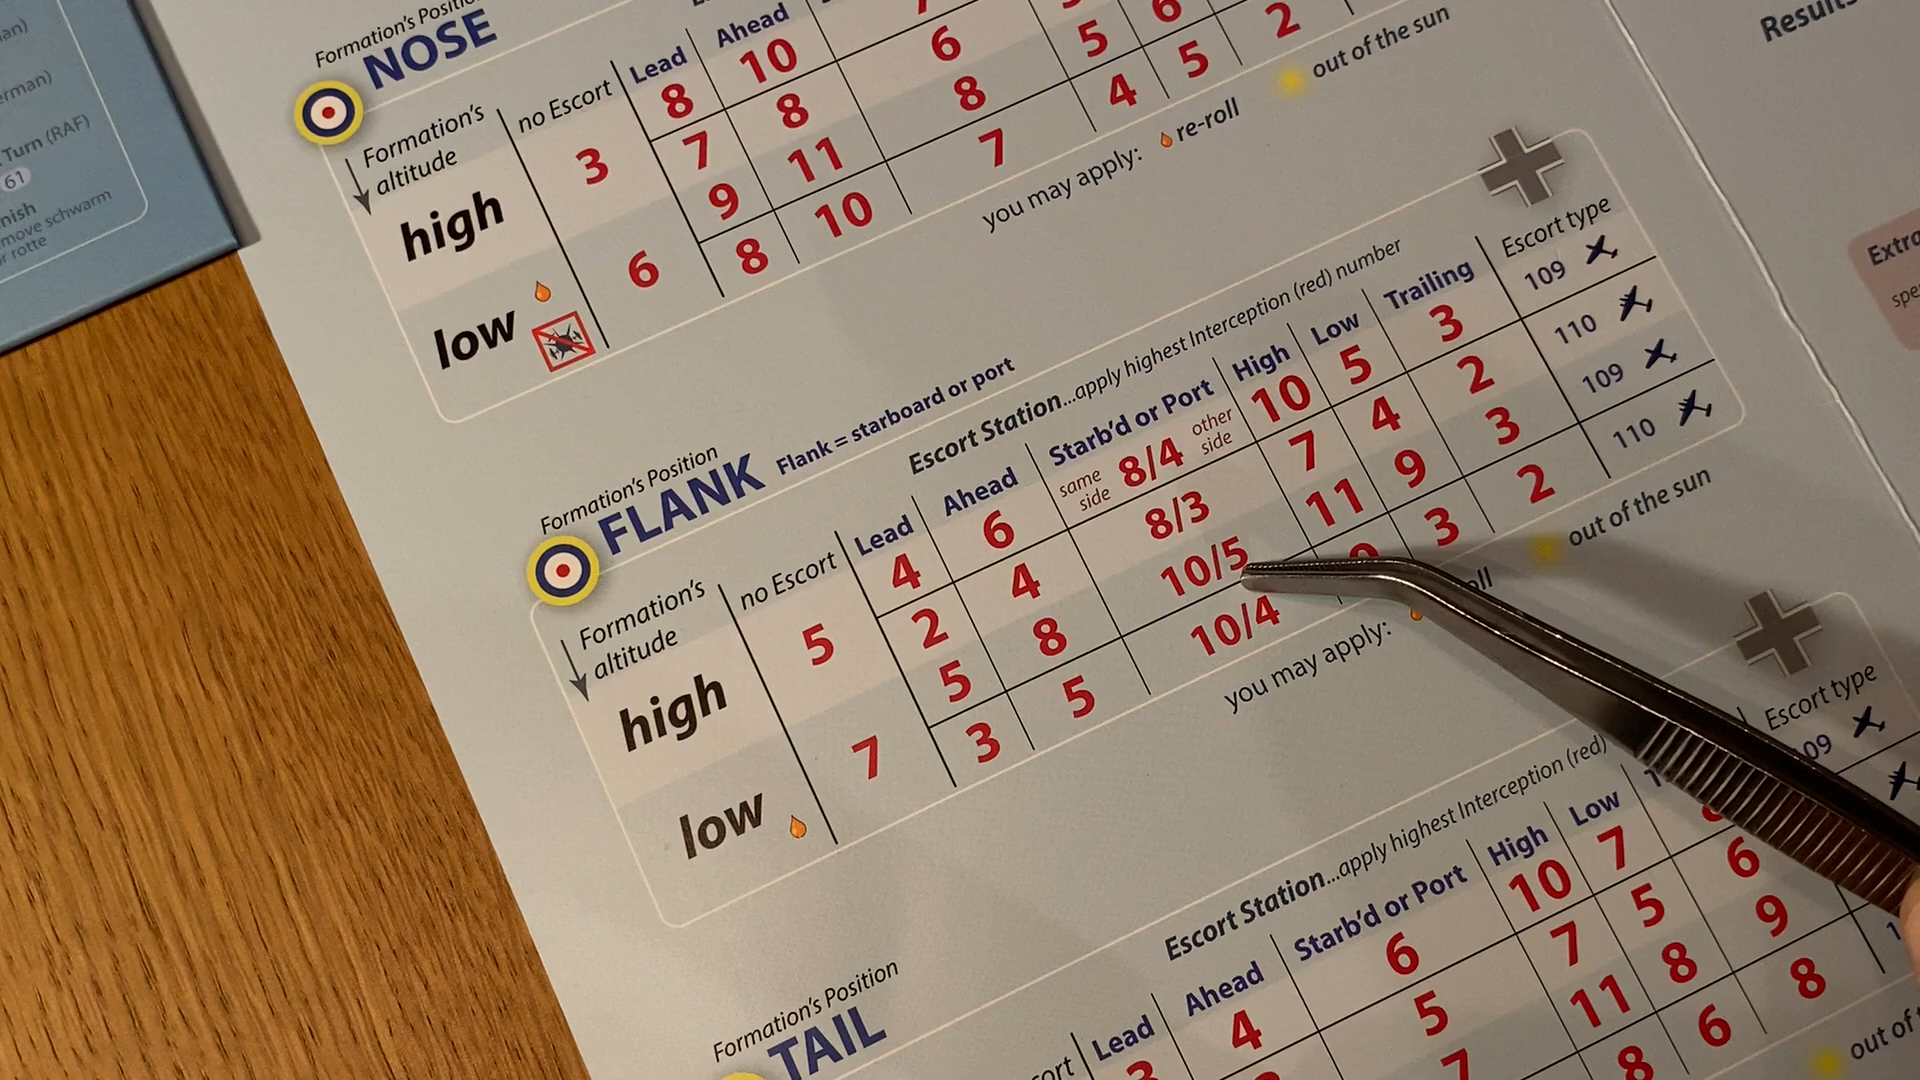 Turn (RAF)
61
Formation's Position
NOSE
Formation's altitude
no Escort
Lead
Ahead
high
3
8
10
7
8
6
5
6
2
low
6
9
11
8
4
5
8
10
7
you may apply: re-roll
out of the sun
Formation's Position
FLANK Flank = starboard or port
Escort Station...apply highest Interception (red) number
Formation's altitude
no Escort
Lead
Ahead
Starb'd or Port
High
Low
Trailing
Escort type
high
5
4
6
same side 8/4 other side
10
5
3
109
2
4
8/3
7
4
2
110
low
7
5
8
10/5
11
9
3
109
3
5
10/4
3
2
110
you may apply:
out of the sun
Formation's Position
TAIL
Escort Station...apply highest Interception (red)
Lead
Ahead
Starb'd or Port
High
Low
Escort type
4
6
10
7
5
7
5
6
11
8
9
8
6
8
out of
Results
Extra